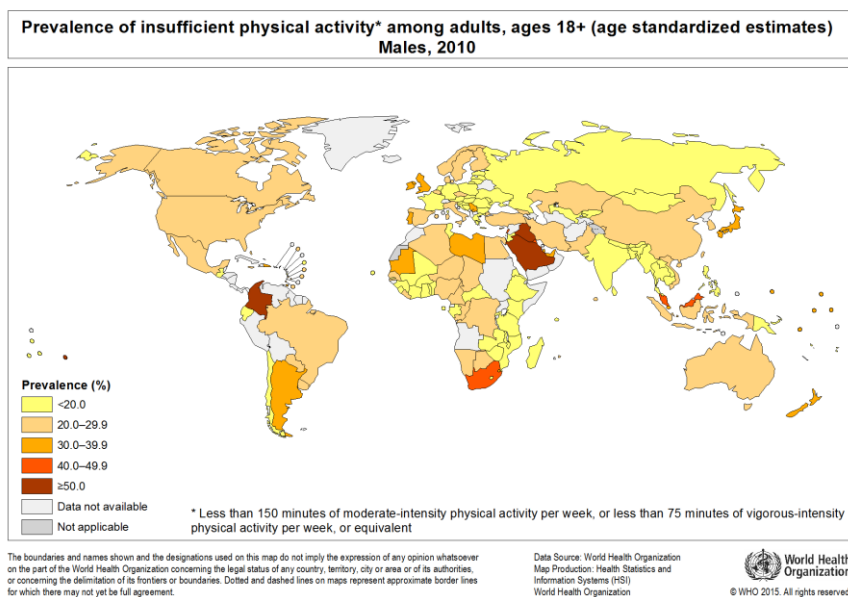 Prevalence of insufficient physical activity* among adults, ages 18+ (age standardized estimates)
Males, 2010
Prevalence (%)
<20.0
20.0–29.9
30.0–39.9
40.0–49.9
≥50.0
Data not available
Not applicable
* Less than 150 minutes of moderate-intensity physical activity per week, or less than 75 minutes of vigorous-intensity
physical activity per week, or equivalent
The boundaries and names shown and the designations used on this map do not imply the expression of any opinion whatsoever
on the part of the World Health Organization concerning the legal status of any country, territory, city or area or of its authorities,
or concerning the delimitation of its frontiers or boundaries. Dotted and dashed lines on maps represent approximate border lines
for which there may not yet be full agreement.
Data Source: World Health Organization
Map Production: Health Statistics and
Information Systems (HSI)
World Health Organization
World Health
Organization
© WHO 2015. All rights reserved